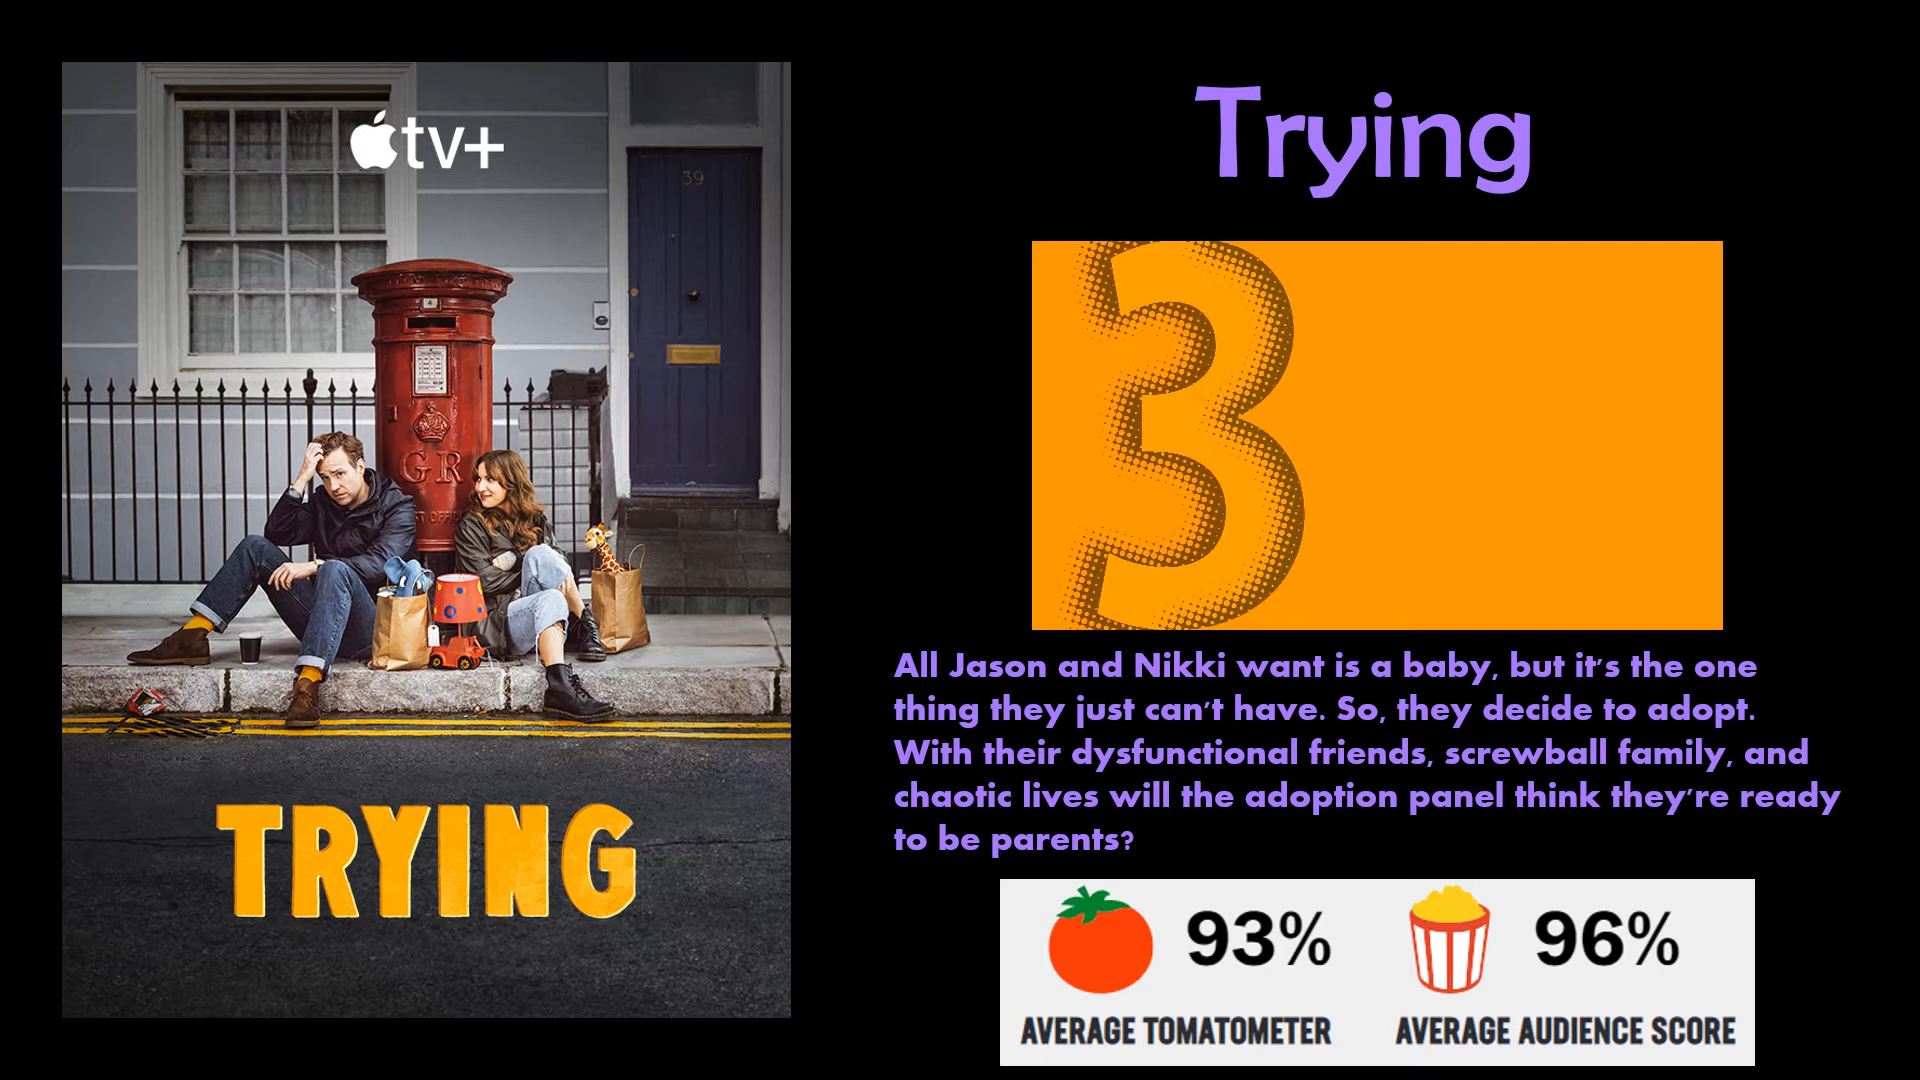 tv+
39
4
GR
TRYING
Trying
3
All Jason and Nikki want is a baby, but it's the one
thing they just can't have. So, they decide to adopt.
With their dysfunctional friends, screwball family, and
chaotic lives will the adoption panel think they're ready
to be parents?
93%
96%
AVERAGE TOMATOMETER
AVERAGE AUDIENCE SCORE